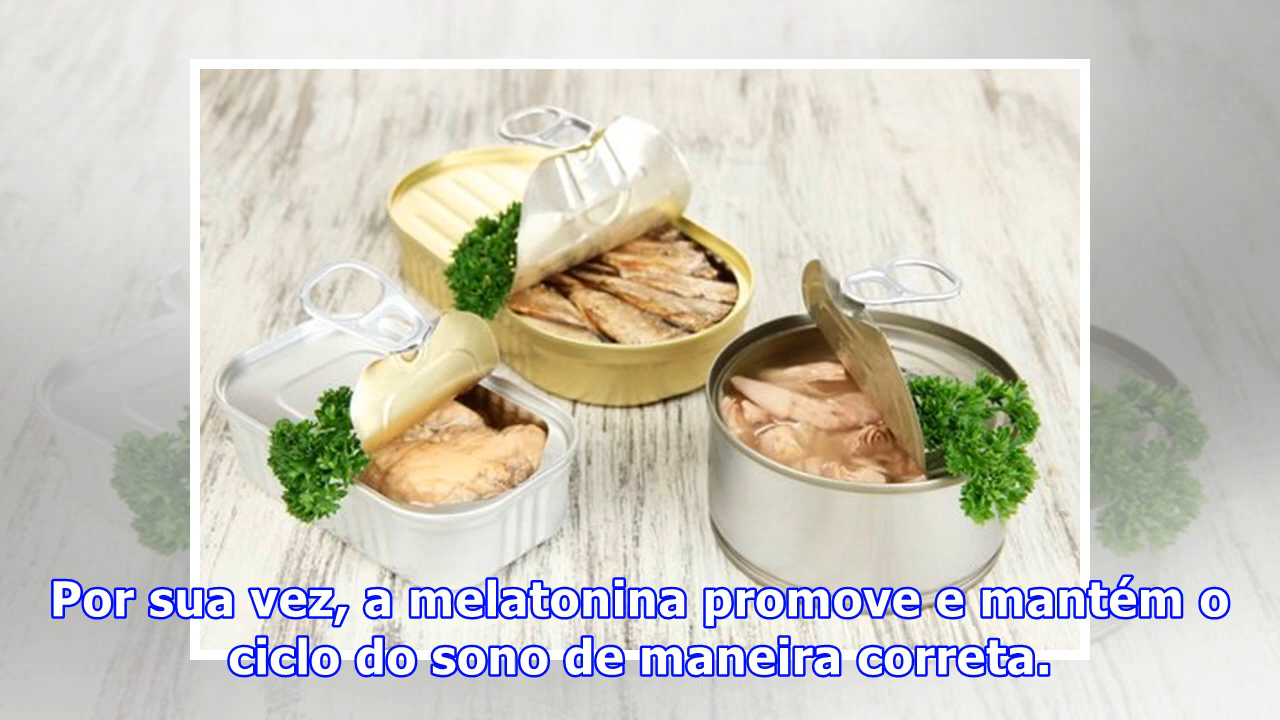 Por sua vez, a melatonina promove e mantém o
ciclo do sono de maneira correta.